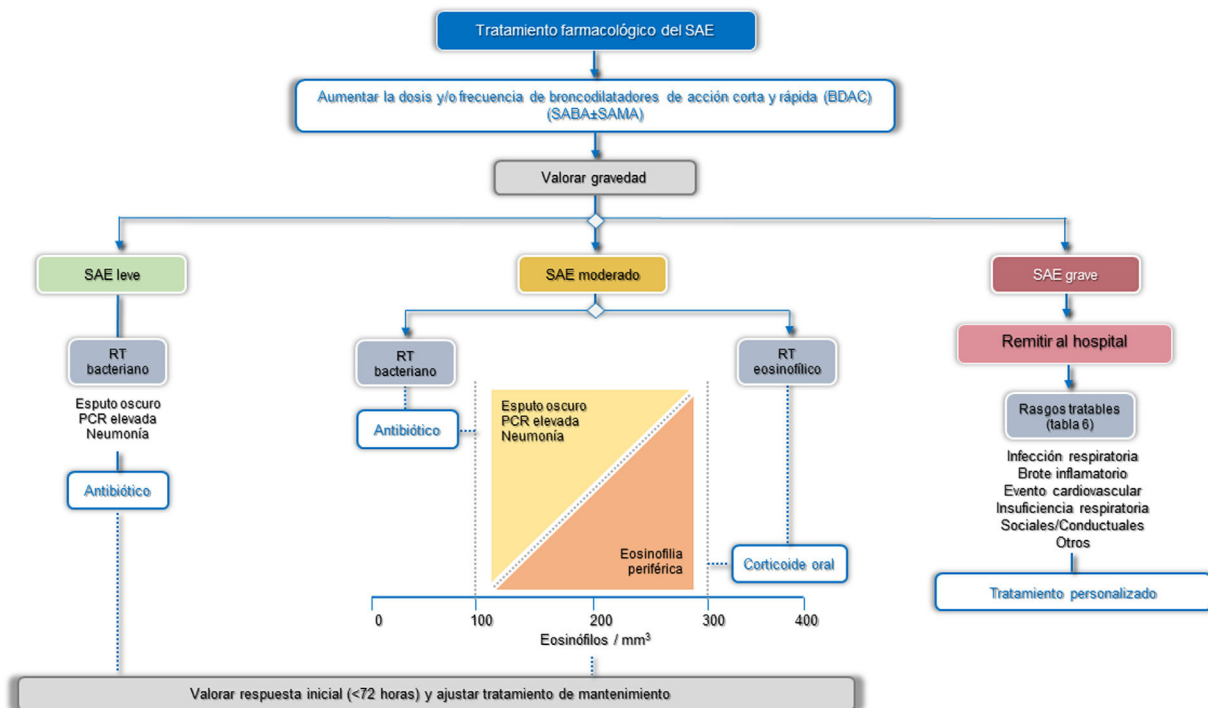 Tratamiento farmacológico del SAE
Aumentar la dosis y/o frecuencia de broncodilatadores de acción corta y rápida (BDAC)
(SABA±SAMA)
Valorar gravedad
SAE leve
SAE moderado
SAE grave
RT
bacteriano
Esputo oscuro
PCR elevada
Neumonía
Antibiótico
RT
bacteriano
Antibiótico
Esputo oscuro
PCR elevada
Neumonía
Eosinofilia
periférica
RT
eosinofílico
Corticoide oral
0 100 200 300 400
Eosinófilos / mm³
Remitir al hospital
Rasgos tratables
(tabla 6)
Infección respiratoria
Brote inflamatorio
Evento cardiovascular
Insuficiencia respiratoria
Sociales/Conductuales
Otros
Tratamiento personalizado
Valorar respuesta inicial (<72 horas) y ajustar tratamiento de mantenimiento